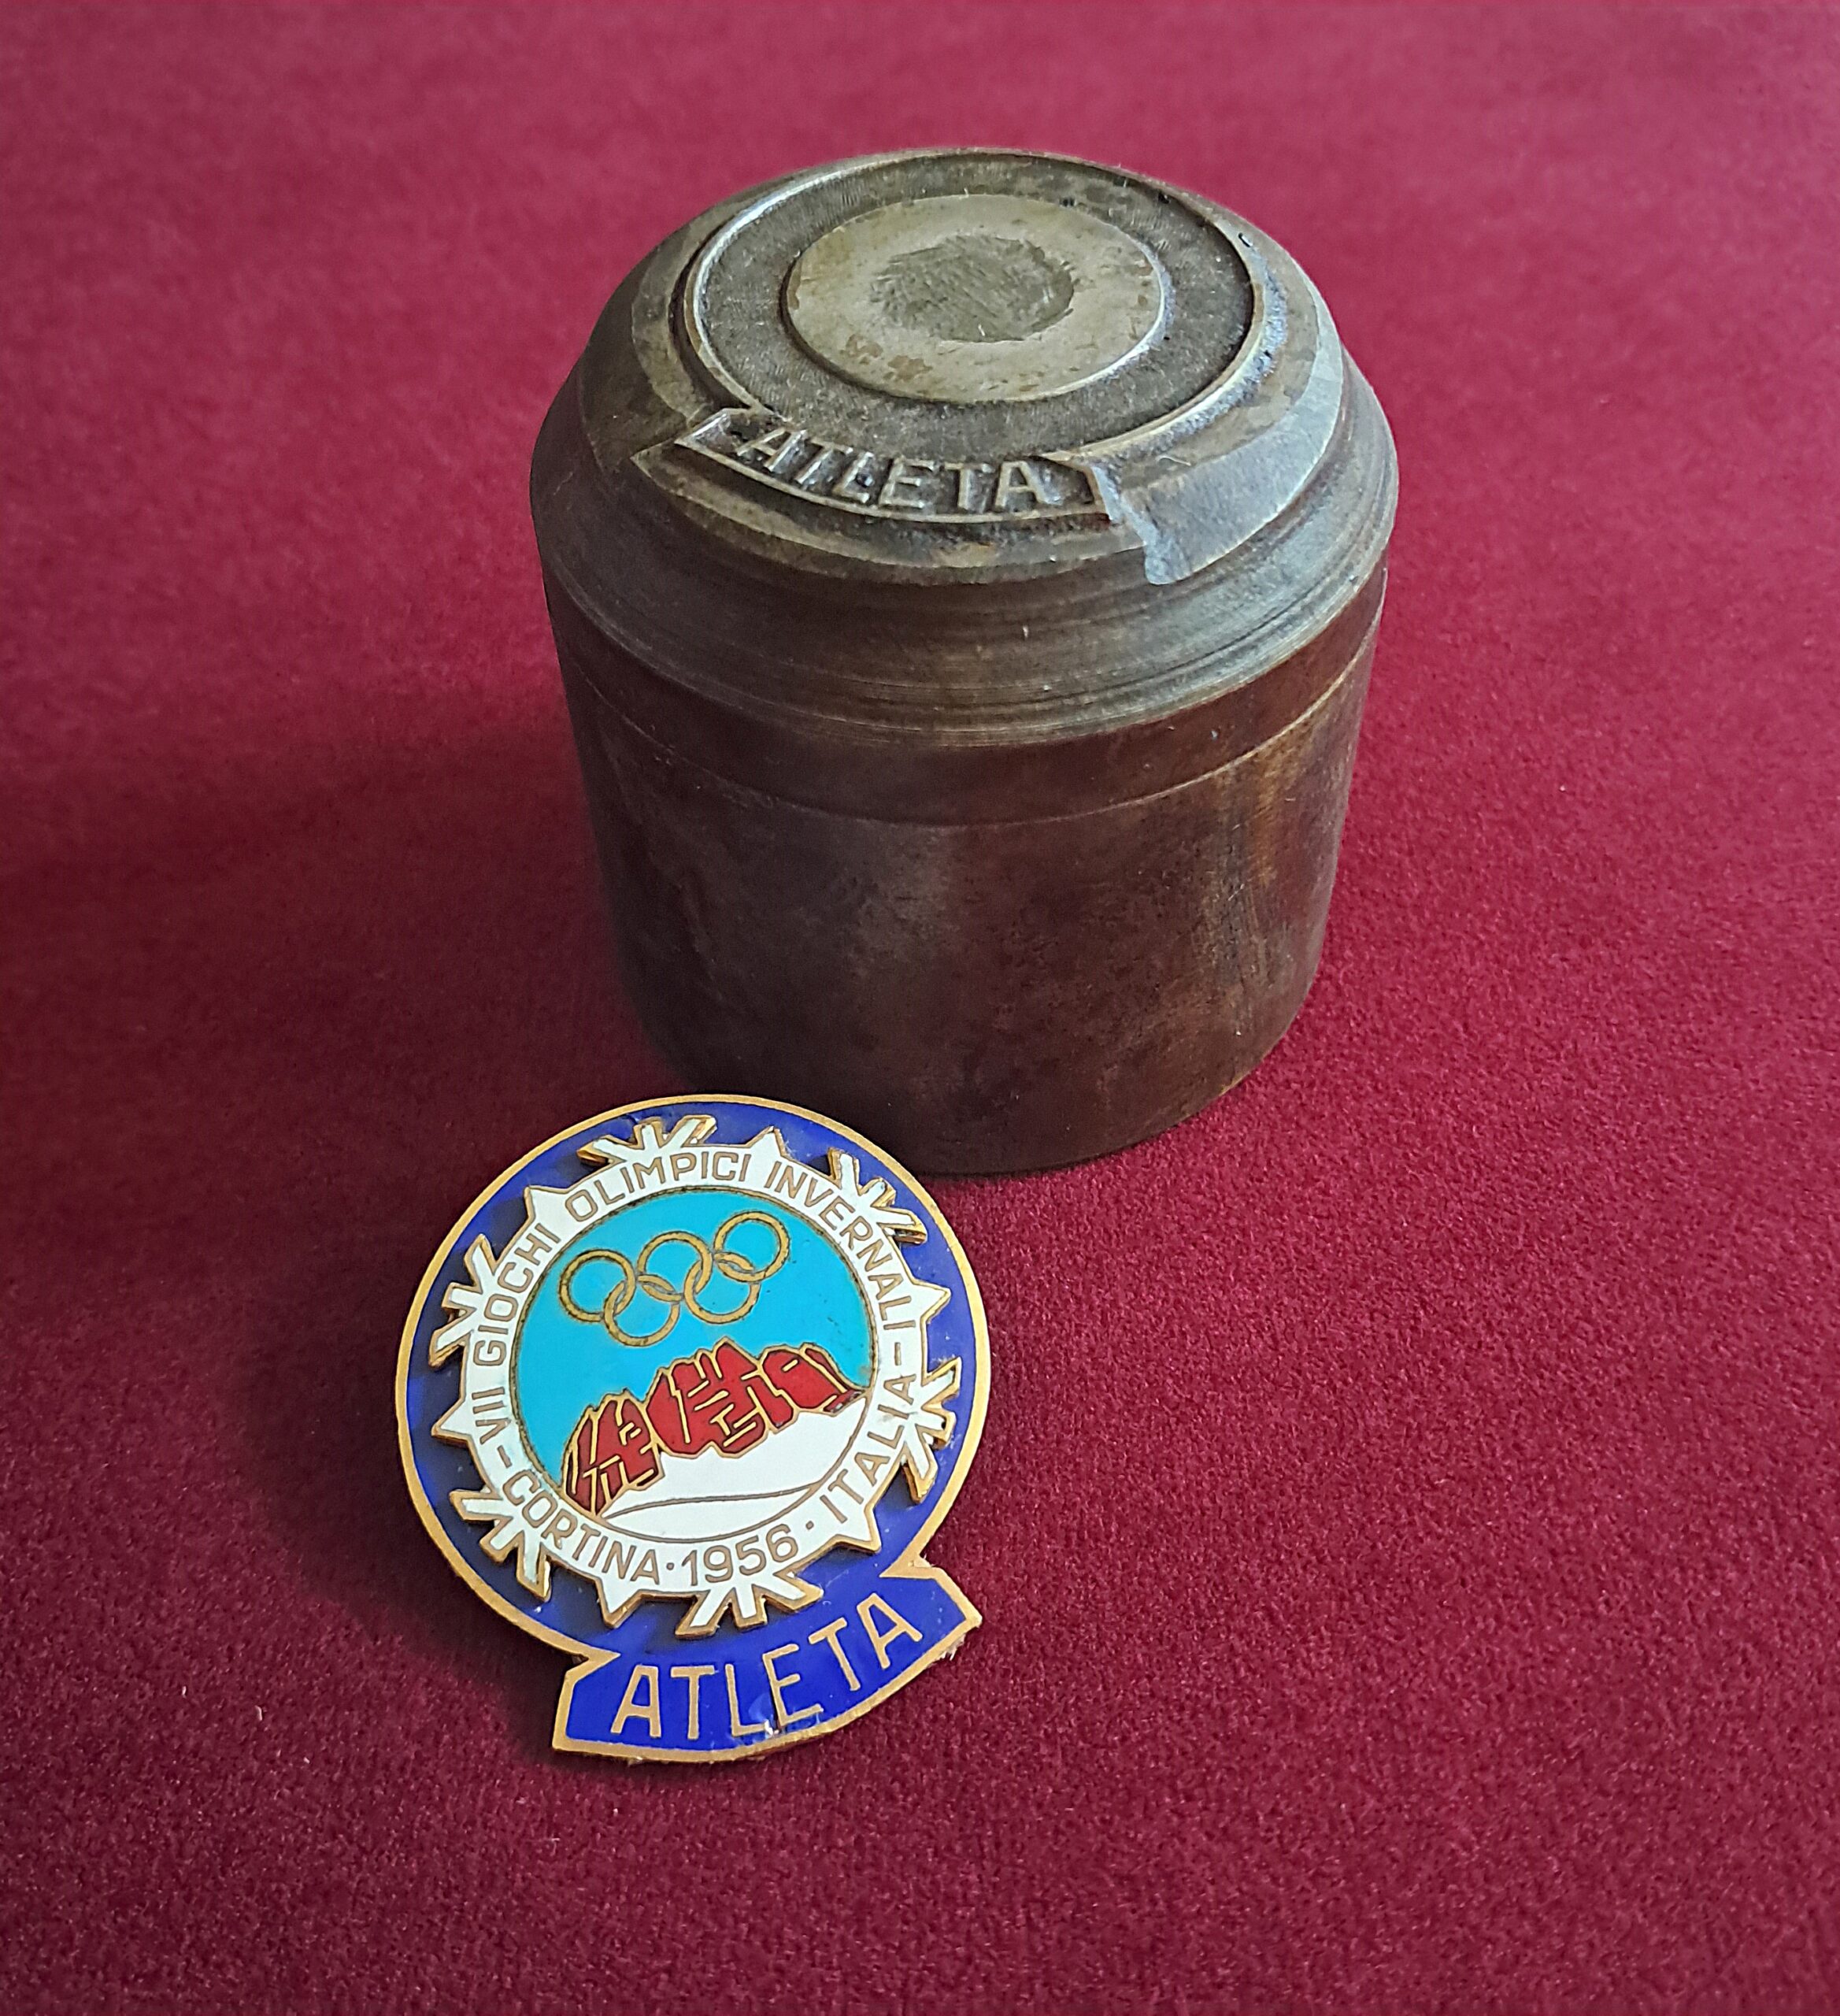 ATLETA
VII GIOCHI OLIMPICI INVERNALI
CORTINA · 1956 · ITALIA
ATLETA